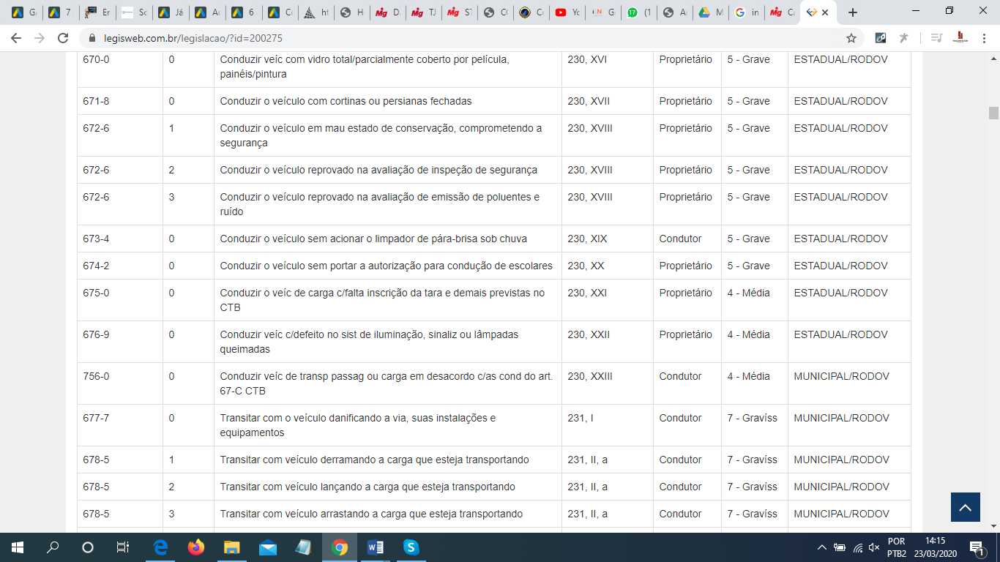 G
7
Er
Sc
Já
Ac
6
Cc
ht
H
D
TJ
ST
CC
Cc
Yc
G
17
(1
A
M
in
Ca
legisweb.com.br/legislacao/?id=200275
670-0 0 Conduzir veíc com vidro total/parcialmente coberto por película, 230, XVI Proprietário 5 - Grave ESTADUAL/RODOV
painéis/pintura
671-8 0 Conduzir o veículo com cortinas ou persianas fechadas 230, XVII Proprietário 5 - Grave ESTADUAL/RODOV
672-6 1 Conduzir o veículo em mau estado de conservação, comprometendo a 230, XVIII Proprietário 5 - Grave ESTADUAL/RODOV
segurança
672-6 2 Conduzir o veículo reprovado na avaliação de inspeção de segurança 230, XVIII Proprietário 5 - Grave ESTADUAL/RODOV
672-6 3 Conduzir o veículo reprovado na avaliação de emissão de poluentes e 230, XVIII Proprietário 5 - Grave ESTADUAL/RODOV
ruído
673-4 0 Conduzir o veículo sem acionar o limpador de pára-brisa sob chuva 230, XIX Condutor 5 - Grave ESTADUAL/RODOV
674-2 0 Conduzir o veículo sem portar a autorização para condução de escolares 230, XX Proprietário 5 - Grave ESTADUAL/RODOV
675-0 0 Conduzir o veíc de carga c/falta inscrição da tara e demais previstas no 230, XXI Proprietário 4 - Média ESTADUAL/RODOV
CTB
676-9 0 Conduzir veíc c/defeito no sist de iluminação, sinaliz ou lâmpadas 230, XXII Proprietário 4 - Média ESTADUAL/RODOV
queimadas
756-0 0 Conduzir veíc de transp passag ou carga em desacordo c/as cond do art. 230, XXIII Condutor 4 - Média MUNICIPAL/RODOV
67-C CTB
677-7 0 Transitar com o veículo danificando a via, suas instalações e 231, I Condutor 7 - Gravíss MUNICIPAL/RODOV
equipamentos
678-5 1 Transitar com veículo derramando a carga que esteja transportando 231, II, a Condutor 7 - Gravíss MUNICIPAL/RODOV
678-5 2 Transitar com veículo lançando a carga que esteja transportando 231, II, a Condutor 7 - Gravíss MUNICIPAL/RODOV
678-5 3 Transitar com veículo arrastando a carga que esteja transportando 231, II, a Condutor 7 - Gravíss MUNICIPAL/RODOV
POR 14:15
PTB2 23/03/2020 1